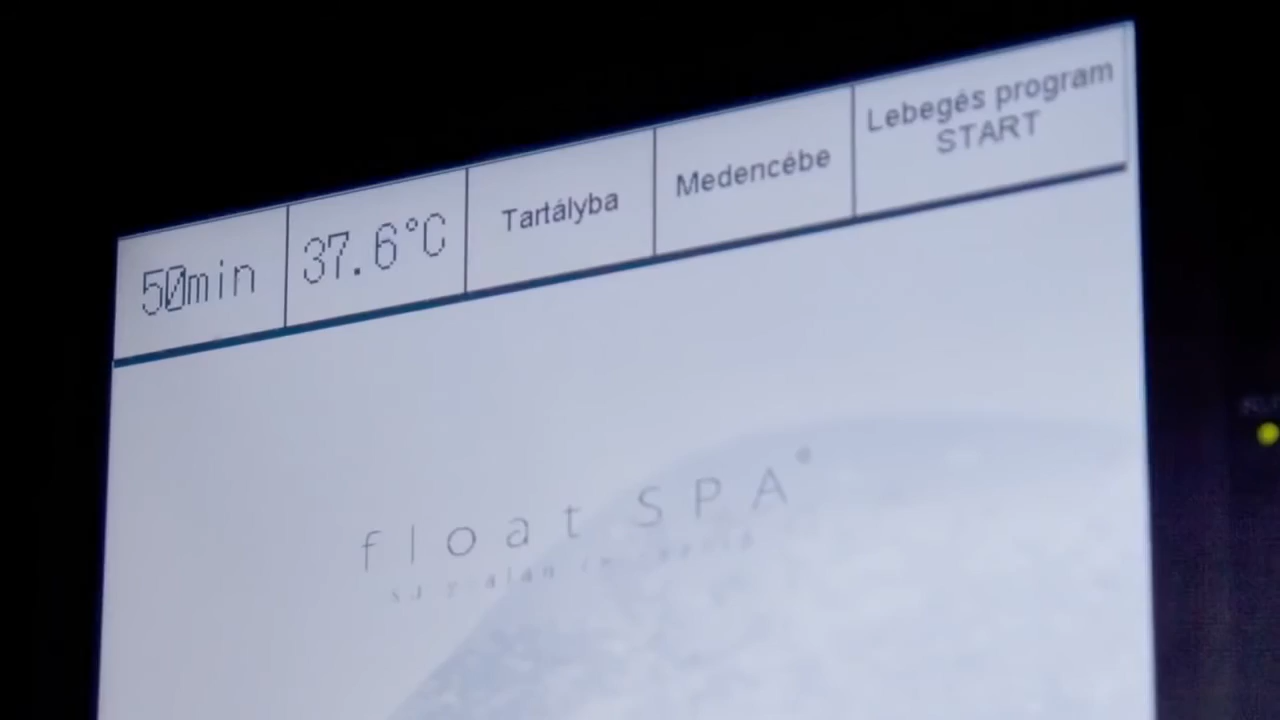 50min
37.6°C
Tartályba
Medencébe
Lebegés program
START
float SPA